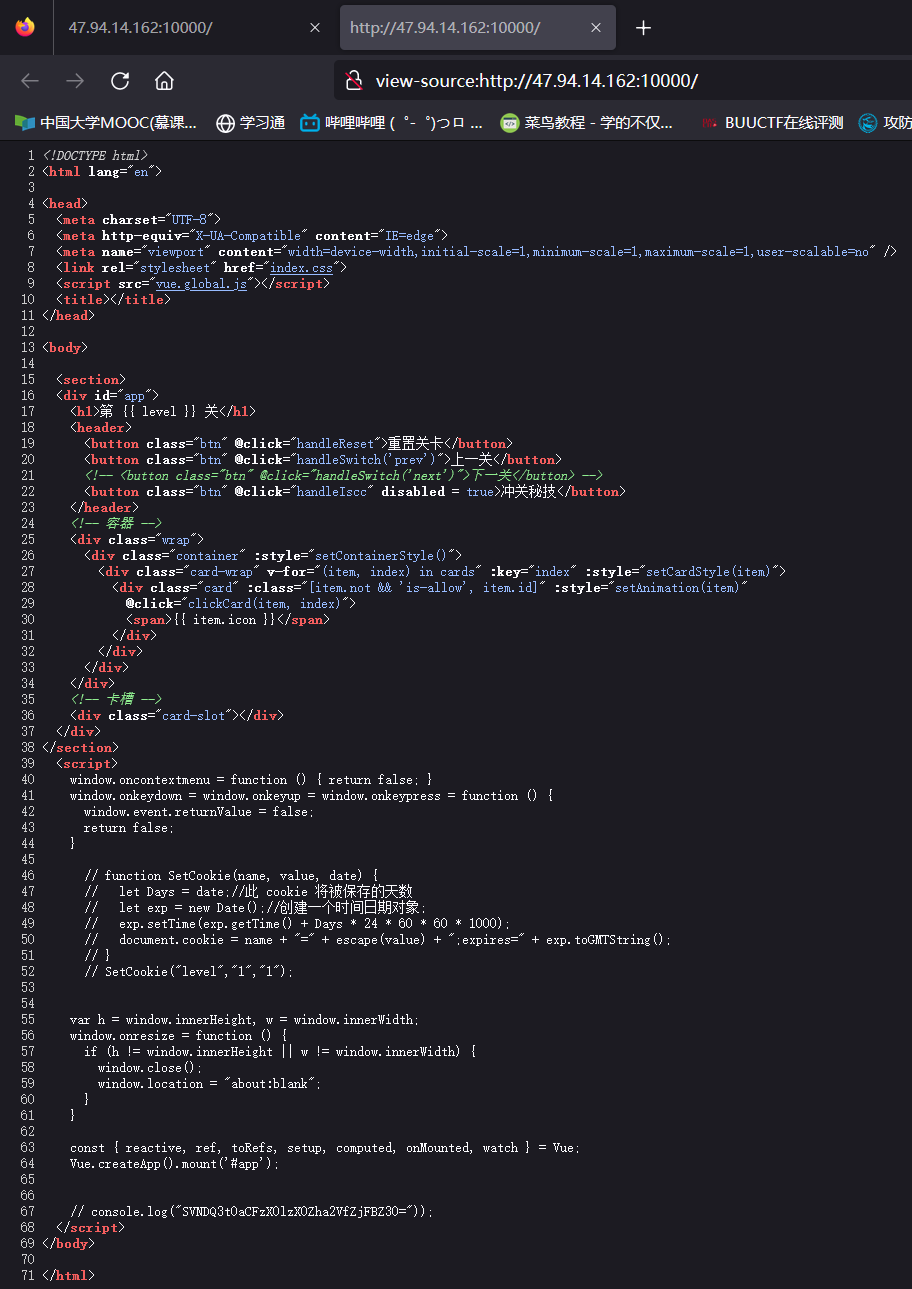 47.94.14.162:10000/
http://47.94.14.162:10000/
view-source:http://47.94.14.162:10000/
中国大学MOOC(慕课... 学习通 哔哩哔哩 ( ゜- ゜)つロ ... 菜鸟教程 - 学的不仅... BUUCTF在线评测 攻防
1 <!DOCTYPE html>
2 <html lang="en">
3
4 <head>
5 <meta charset="UTF-8">
6 <meta http-equiv="X-UA-Compatible" content="IE=edge">
7 <meta name="viewport" content="width=device-width,initial-scale=1,minimum-scale=1,maximum-scale=1,user-scalable=no" />
8 <link rel="stylesheet" href="index.css">
9 <script src="vue.global.js"></script>
10 <title></title>
11 </head>
12
13 <body>
14
15 <section>
16 <div id="app">
17 <h1>第 {{ level }} 关</h1>
18 <header>
19 <button class="btn" @click="handleReset">重置关卡</button>
20 <button class="btn" @click="handleSwitch('prev')">上一关</button>
21 <!-- <button class="btn" @click="handleSwitch('next')">下一关</button> -->
22 <button class="btn" @click="handleIscc" disabled = true>冲关秘技</button>
23 </header>
24 <!-- 容器 -->
25 <div class="wrap">
26 <div class="container" :style="setContainerStyle()">
27 <div class="card-wrap" v-for="(item, index) in cards" :key="index" :style="setCardStyle(item)">
28 <div class="card" :class="[item.not && 'is-allow', item.id]" :style="setAnimation(item)"
29 @click="clickCard(item, index)">
30 <span>{{ item.icon }}</span>
31 </div>
32 </div>
33 </div>
34 </div>
35 <!-- 卡槽 -->
36 <div class="card-slot"></div>
37 </div>
38 </section>
39 <script>
40 window.oncontextmenu = function () { return false; }
41 window.onkeydown = window.onkeyup = window.onkeypress = function () {
42 window.event.returnValue = false;
43 return false;
44 }
45
46 // function SetCookie(name, value, date) {
47 // let Days = date;//此 cookie 将被保存的天数
48 // let exp = new Date();//创建一个时间日期对象;
49 // exp.setTime(exp.getTime() + Days * 24 * 60 * 60 * 1000);
50 // document.cookie = name + "=" + escape(value) + ";expires=" + exp.toGMTString();
51 // }
52 // SetCookie("level","1","1");
53
54
55 var h = window.innerHeight, w = window.innerWidth;
56 window.onresize = function () {
57 if (h != window.innerHeight || w != window.innerWidth) {
58 window.close();
59 window.location = "about:blank";
60 }
61 }
62
63 const { reactive, ref, toRefs, setup, computed, onMounted, watch } = Vue;
64 Vue.createApp().mount('#app');
65
66
67 // console.log("SVNDQ3tOaCFzXOlzXOZha2VfZjFBZ30="));
68 </script>
69 </body>
70
71 </html>